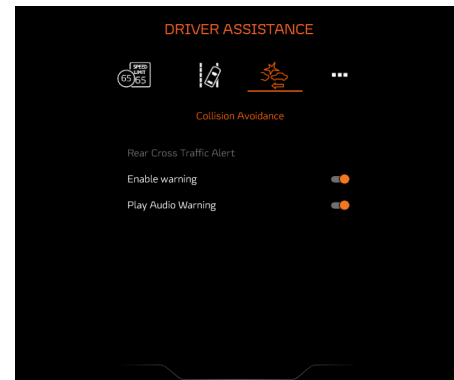 DRIVER ASSISTANCE
SPEED
LIMIT
65 65
Collision Avoidance
Rear Cross Traffic Alert
Enable warning
Play Audio Warning